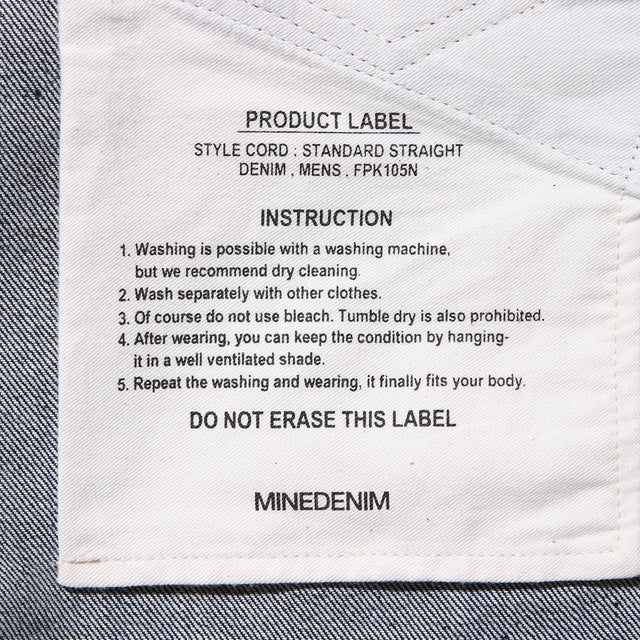 PRODUCT LABEL
STYLE CORD : STANDARD STRAIGHT
DENIM , MENS , FPK105N
INSTRUCTION
1. Washing is possible with a washing machine,
but we recommend dry cleaning.
2. Wash separately with other clothes.
3. Of course do not use bleach. Tumble dry is also prohibited.
4. After wearing, you can keep the condition by hanging-
it in a well ventilated shade.
5. Repeat the washing and wearing, it finally fits your body.
DO NOT ERASE THIS LABEL
MINEDENIM